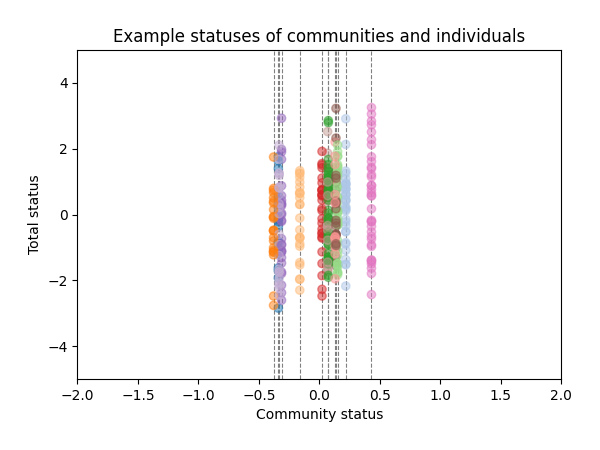 Example statuses of communities and individuals
Total status
4
2
0
−2
−4
−2.0 −1.5 −1.0 −0.5 0.0 0.5 1.0 1.5 2.0
Community status